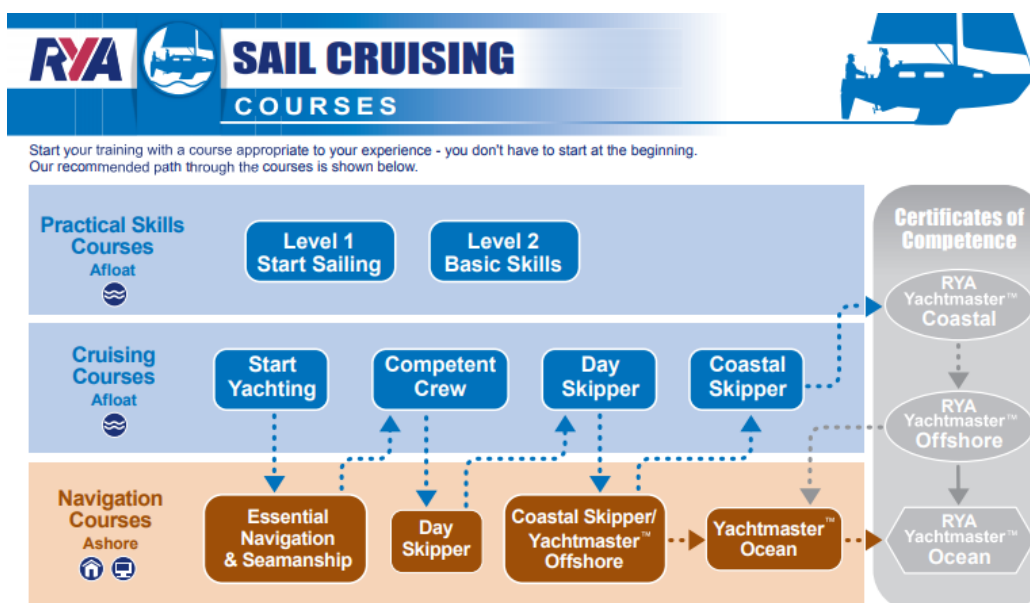 RYA
SAIL CRUISING
COURSES
Start your training with a course appropriate to your experience - you don't have to start at the beginning.
Our recommended path through the courses is shown below.
Practical Skills
Courses
Afloat
Level 1
Start Sailing
Level 2
Basic Skills
Certificates of
Competence
RYA
Yachtmaster™
Coastal
Cruising
Courses
Afloat
Start
Yachting
Competent
Crew
Day
Skipper
Coastal
Skipper
RYA
Yachtmaster™
Offshore
Navigation
Courses
Ashore
Essential
Navigation
& Seamanship
Day
Skipper
Coastal Skipper/
Yachtmaster™
Offshore
Yachtmaster™
Ocean
RYA
Yachtmaster™
Ocean